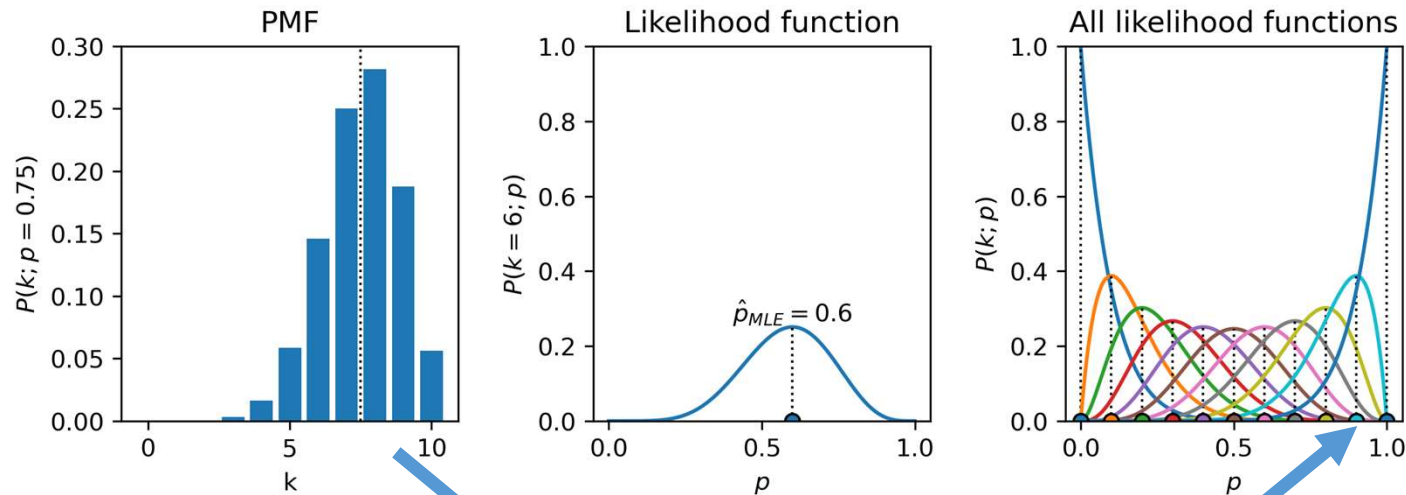 PMF
0.30
0.25
0.20
0.15
0.10
0.05
0.00
P(k; p = 0.75)
0
5
10
k
Likelihood function
1.0
0.8
0.6
0.4
0.2
0.0
P(k = 6; p)
p̂MLE = 0.6
0.0
0.5
1.0
p
All likelihood functions
1.0
0.8
0.6
0.4
0.2
0.0
P(k; p)
0.0
0.5
1.0
p